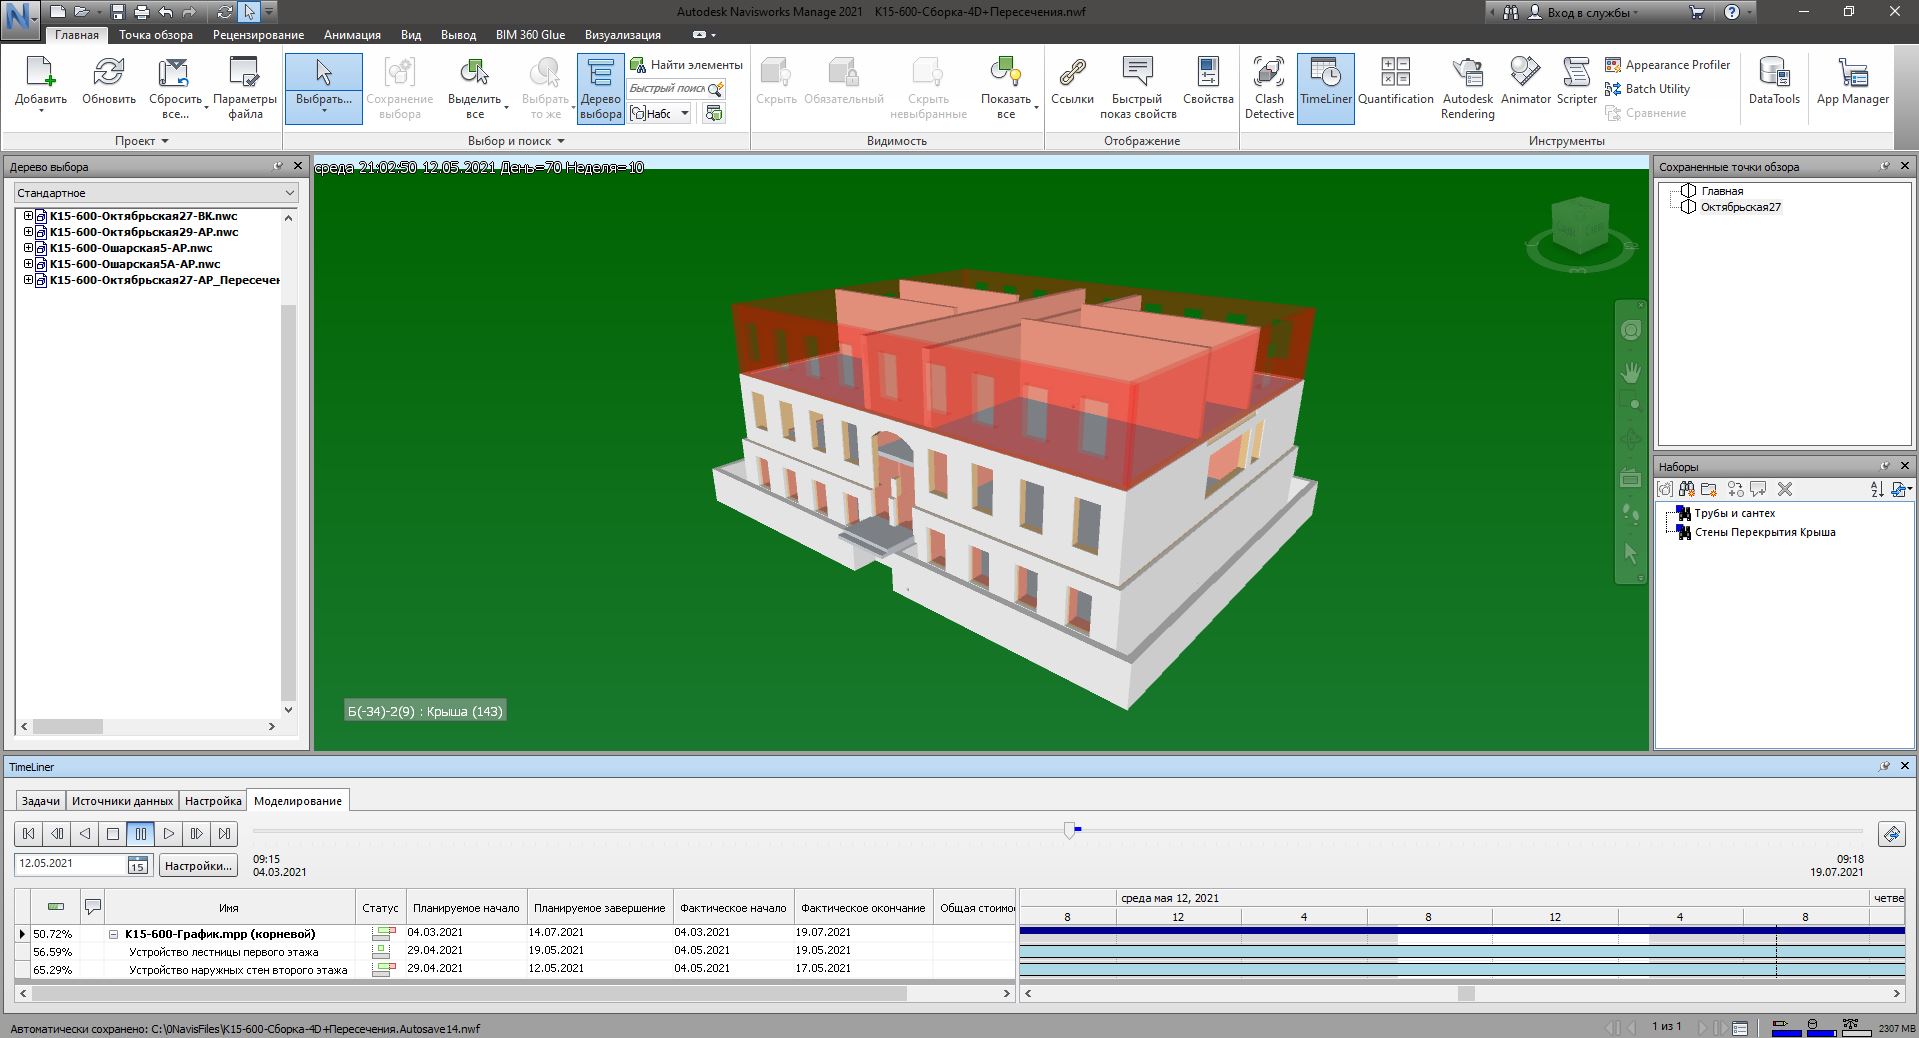 Autodesk Navisworks Manage 2021 К15-600-Сборка-4D+Пересечения.nwf
Вход в службы
Главная Точка обзора Рецензирование Анимация Вид Вывод BIM 360 Glue Визуализация
Добавить
Обновить
Сбросить все...
Параметры файла
Проект
Выбрать...
Сохранение выбора
Выделить все
Выбрать то же
Дерево выбора
Найти элементы
Быстрый поиск
Набс
Выбор и поиск
Скрыть
Обязательный
Скрыть невыбранные
Показать все
Видимость
Ссылки
Быстрый показ свойств
Свойства
Отображение
Clash Detective
TimeLiner
Quantification
Autodesk Rendering
Animator
Scripter
Appearance Profiler
Batch Utility
Сравнение
Инструменты
DataTools
App Manager
Дерево выбора
Стандартное
К15-600-Октябрьская27-ВК.nwc
К15-600-Октябрьская29-АР.nwc
К15-600-Ошарская5-АР.nwc
К15-600-Ошарская5А-АР.nwc
К15-600-Октябрьская27-АР_Пересечен
среда 21:02:50 12.05.2021 День=70 Неделя=10
Б(-34)-2(9) : Крыша (143)
Сохраненные точки обзора
Главная
Октябрьская27
Наборы
Трубы и сантех
Стены Перекрытия Крыша
TimeLiner
Задачи Источники данных Настройка Моделирование
12.05.2021 15 Настройки...
09:15
04.03.2021
09:18
19.07.2021
Имя Статус Планируемое начало Планируемое завершение Фактическое начало Фактическое окончание Общая стоимо
50.72% К15-600-График.mpp (корневой) 04.03.2021 14.07.2021 04.03.2021 19.07.2021
56.59% Устройство лестницы первого этажа 29.04.2021 19.05.2021 04.05.2021 19.05.2021
65.29% Устройство наружных стен второго этажа 29.04.2021 12.05.2021 04.05.2021 17.05.2021
среда мая 12, 2021 четве
8 12 4 8 12 4 8
Автоматически сохранено: C:\0NavisFiles\К15-600-Сборка-4D+Пересечения.Autosave14.nwf
1 из 1
2307 MB